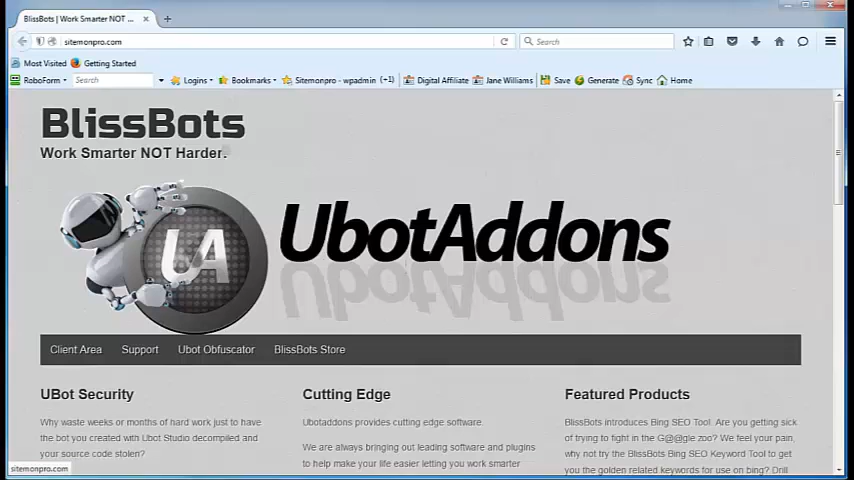 BlissBots | Work Smarter NOT ...
sitemonpro.com
Search
Most Visited
Getting Started
RoboForm
Search
Logins
Bookmarks
Sitemonpro - wpadmin (+1)
Digital Affiliate
Jane Williams
Save
Generate
Sync
Home
BlissBots
Work Smarter NOT Harder.
UA
UbotAddons
Client Area
Support
Ubot Obfuscator
BlissBots Store
UBot Security
Why waste weeks or months of hard work just to have
the bot you created with Ubot Studio decompiled and
your source code stolen?
Cutting Edge
Ubotaddons provides cutting edge software.
We are always bringing out leading software and plugins
to help make your life easier letting you work smarter
Featured Products
BlissBots introduces Bing SEO Tool. Are you getting sick
of trying to fight in the G@@gle zoo? We feel your pain,
why not try the BlissBots Bing SEO Keyword Tool to get
you the golden related keywords for use on bing? Drill
sitemonpro.com